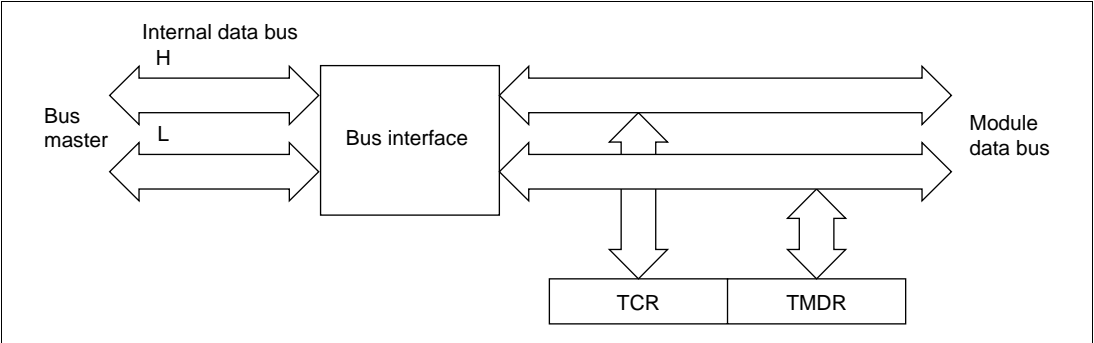 Internal data bus
H
Bus
master
L
Bus interface
Module
data bus
TCR
TMDR